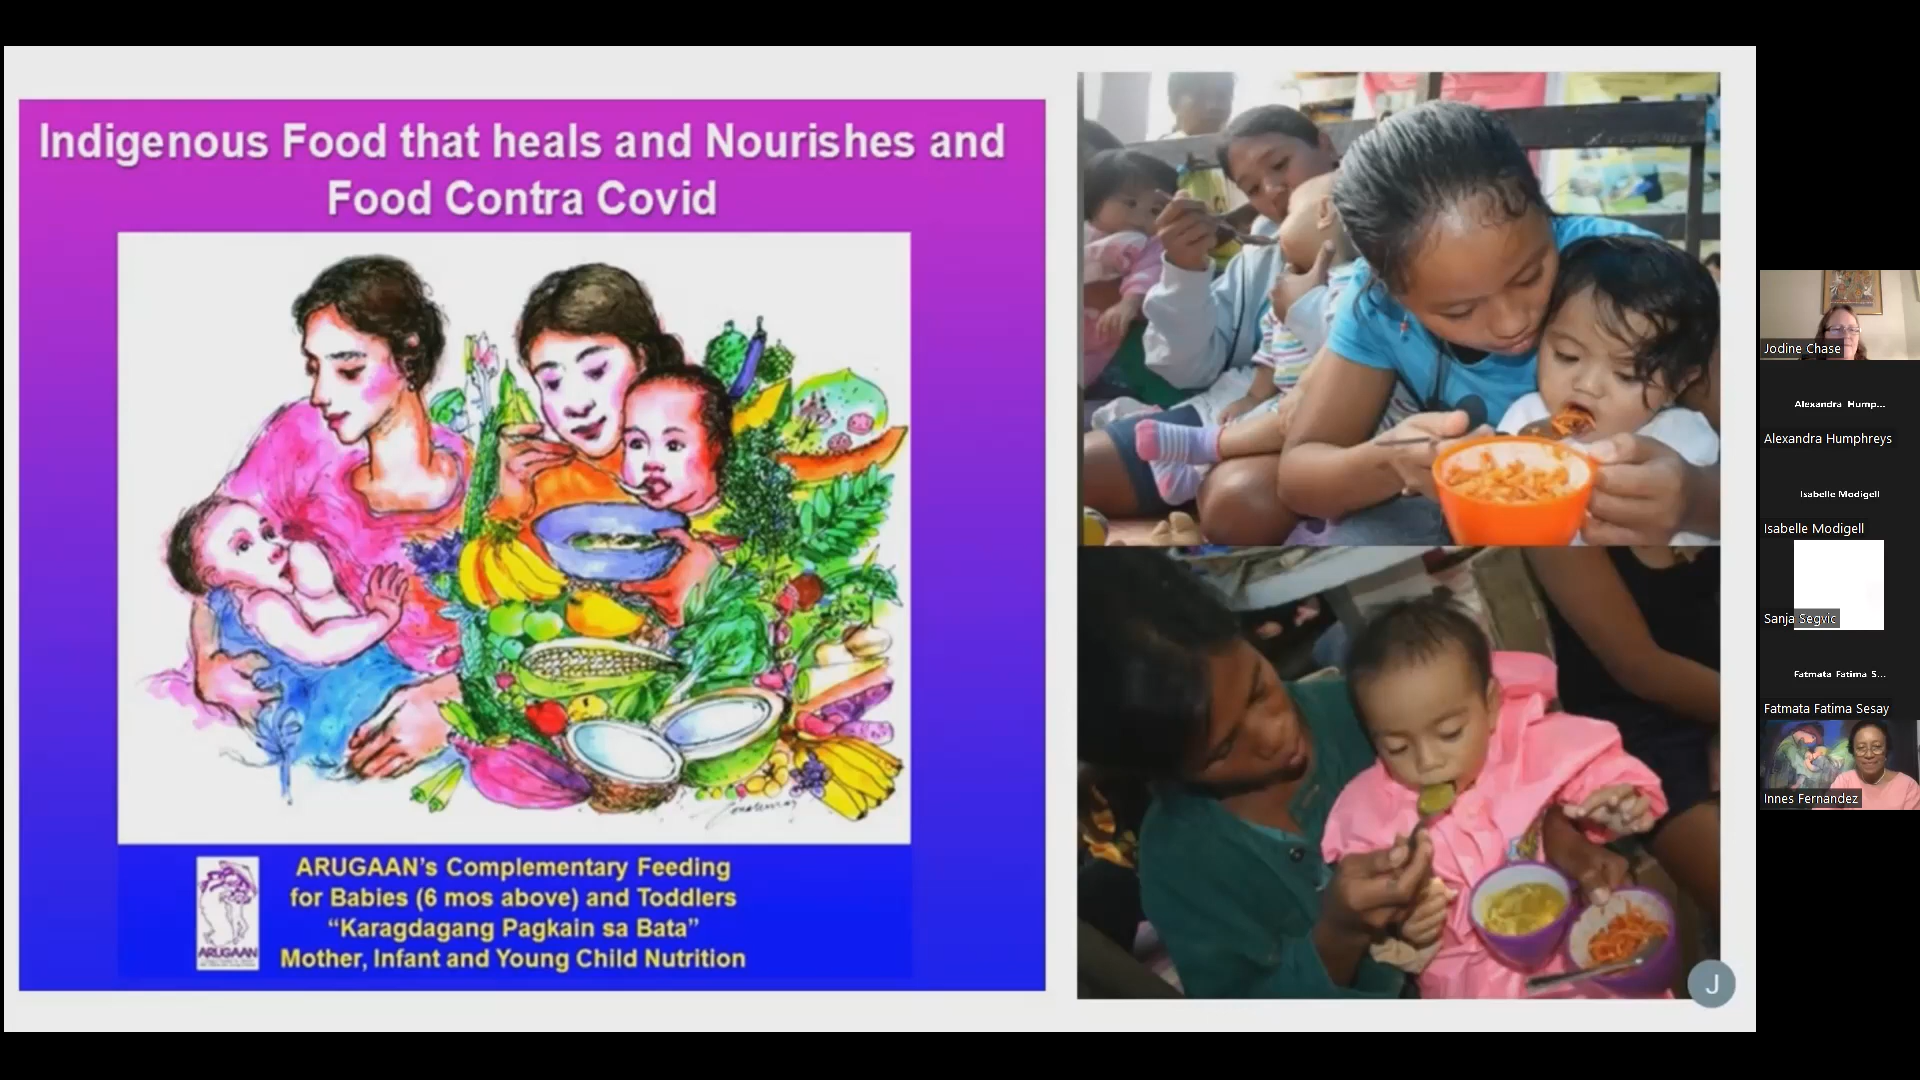 Indigenous Food that heals and Nourishes and
Food Contra Covid
ARUGAAN's Complementary Feeding
for Babies (6 mos above) and Toddlers
"Karagdagang Pagkain sa Bata"
Mother, Infant and Young Child Nutrition
ARUGAAN
J
Jodine Chase
Alexandra Hump...
Alexandra Humphreys
Isabelle Modigell
Isabelle Modigell
Sanja Segvic
Fatmata Fatima S...
Fatmata Fatima Sesay
Innes Fernandez